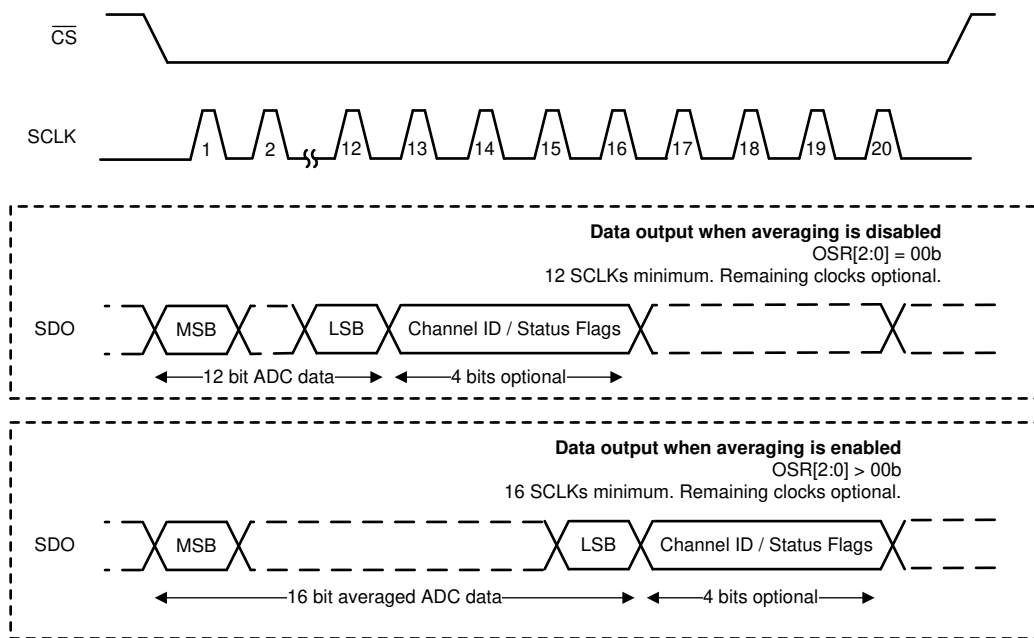 CS
SCLK
1 2 12 13 14 15 16 17 18 19 20
Data output when averaging is disabled
OSR[2:0] = 00b
12 SCLKs minimum. Remaining clocks optional.
SDO MSB LSB Channel ID / Status Flags
12 bit ADC data 4 bits optional
Data output when averaging is enabled
OSR[2:0] > 00b
16 SCLKs minimum. Remaining clocks optional.
SDO MSB LSB Channel ID / Status Flags
16 bit averaged ADC data 4 bits optional